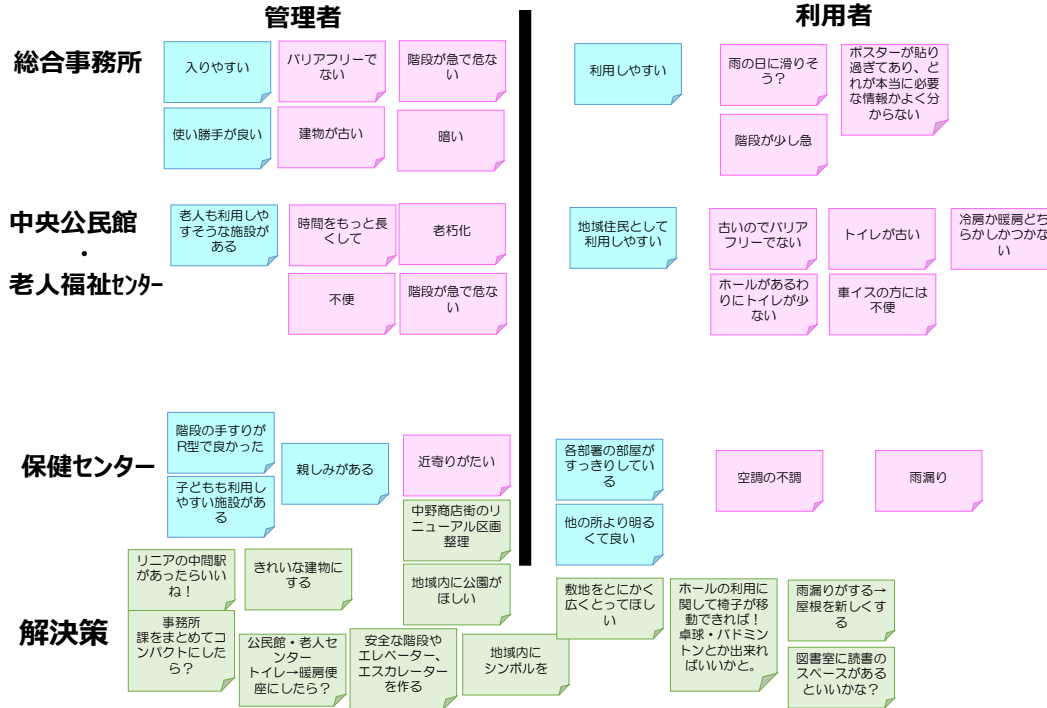 管理者
利用者
総合事務所
入りやすい
バリアフリーで
ない
階段が急で危な
い
使い勝手が良い
建物が古い
暗い
利用しやすい
雨の日に滑りそ
う？
ポスターが貼り
過ぎてあり、ど
れが本当に必要
な情報かよく分
からない
階段が少し急
中央公民館
・
老人福祉センター
老人も利用しや
すそうな施設が
ある
時間をもっと長
くして
老朽化
不便
階段が急で危な
い
地域住民として
利用しやすい
古いのでバリア
フリーでない
トイレが古い
冷房か暖房どち
らかしかつかな
い
ホールがあるわ
りにトイレが少
ない
車イスの方には
不便
保健センター
階段の手すりが
R型で良かった
親しみがある
近寄りがたい
子どもも利用し
やすい施設があ
る
各部署の部屋が
すっきりしてい
る
空調の不調
雨漏り
他の所より明る
くて良い
解決策
中野商店街のリ
ニューアル区画
整理
リニアの中間駅
があったらいい
ね！
きれいな建物に
する
地域内に公園が
ほしい
事務所
課をまとめてコ
ンパクトにした
ら？
公民館・老人セ
ンター
トイレ→暖房便
座にしたら？
安全な階段や
エレベーター、
エスカレーター
を作る
地域内に
シンボルを
敷地をとにかく
広くとってほし
い
ホールの利用に
関して椅子が移
動できれば！
卓球・バドミン
トンとか出来れ
ばいいかと。
雨漏りがする→
屋根を新しくす
る
図書室に読書の
スペースがある
といいかな？